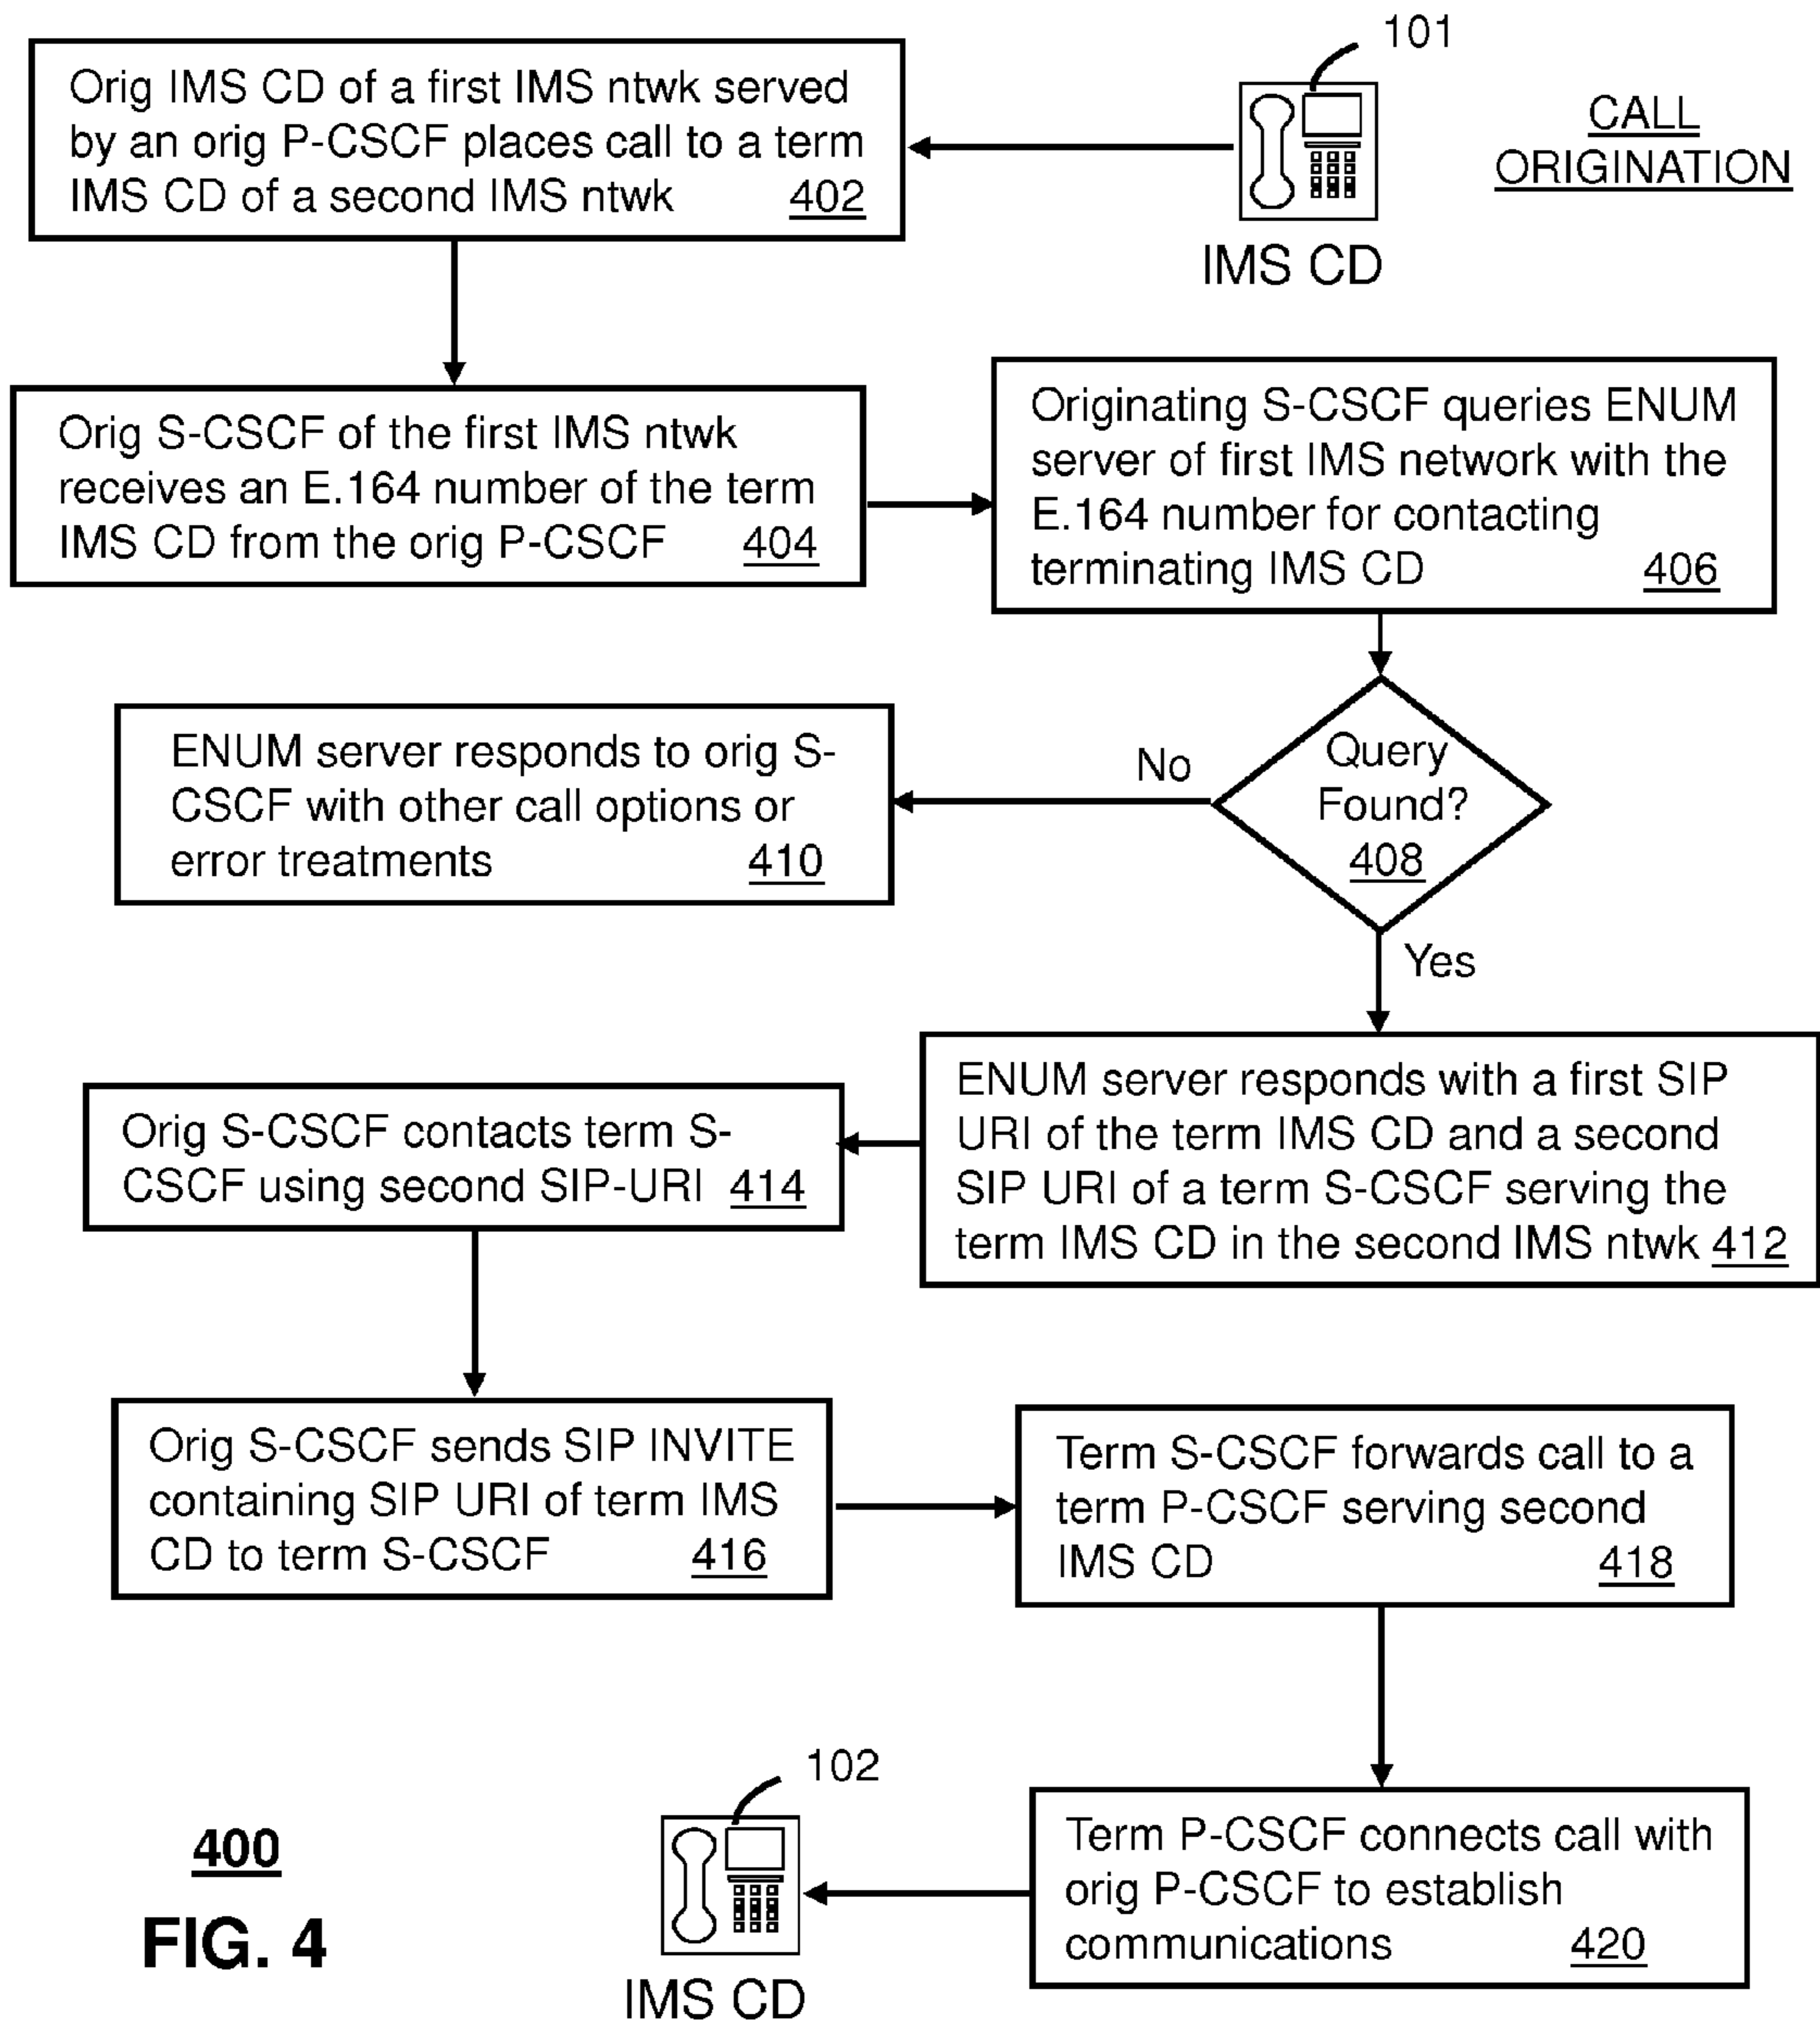 101
CALL
ORIGINATION
Orig IMS CD of a first IMS ntwk served
by an orig P-CSCF places call to a term
IMS CD of a second IMS ntwk 402
IMS CD
Orig S-CSCF of the first IMS ntwk
receives an E.164 number of the term
IMS CD from the orig P-CSCF 404
Originating S-CSCF queries ENUM
server of first IMS network with the
E.164 number for contacting
terminating IMS CD 406
Query
Found?
408
No
ENUM server responds to orig S-
CSCF with other call options or
error treatments 410
Yes
ENUM server responds with a first SIP
URI of the term IMS CD and a second
SIP URI of a term S-CSCF serving the
term IMS CD in the second IMS ntwk 412
Orig S-CSCF contacts term S-
CSCF using second SIP-URI 414
Orig S-CSCF sends SIP INVITE
containing SIP URI of term IMS
CD to term S-CSCF 416
Term S-CSCF forwards call to a
term P-CSCF serving second
IMS CD 418
Term P-CSCF connects call with
orig P-CSCF to establish
communications 420
102
IMS CD
400
FIG. 4